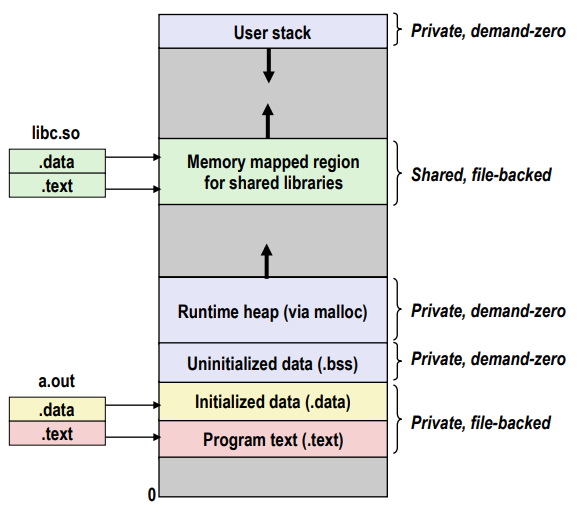 User stack
Private, demand-zero
libc.so
.data
.text
Memory mapped region
for shared libraries
Shared, file-backed
Runtime heap (via malloc)
Private, demand-zero
Uninitialized data (.bss)
Private, demand-zero
a.out
.data
.text
Initialized data (.data)
Program text (.text)
Private, file-backed
0